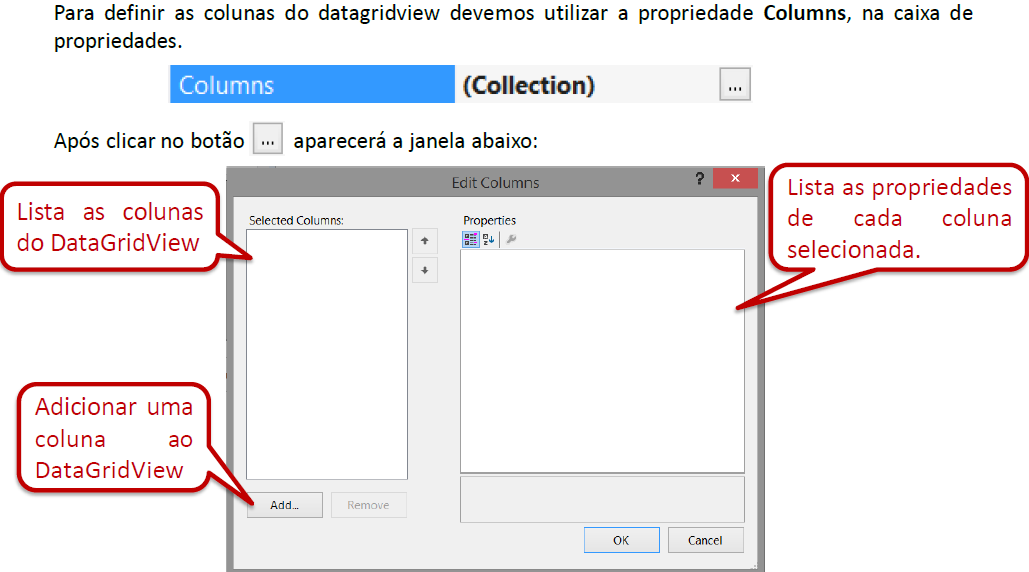 Para definir as colunas do datagridview devemos utilizar a propriedade Columns, na caixa de
propriedades.
Columns (Collection) ...
Após clicar no botão ... aparecerá a janela abaixo:
Edit Columns
? x
Lista as colunas
do DataGridView
Selected Columns:
Properties
Lista as propriedades
de cada coluna
selecionada.
Adicionar uma
coluna ao
DataGridView
Add...
Remove
OK
Cancel